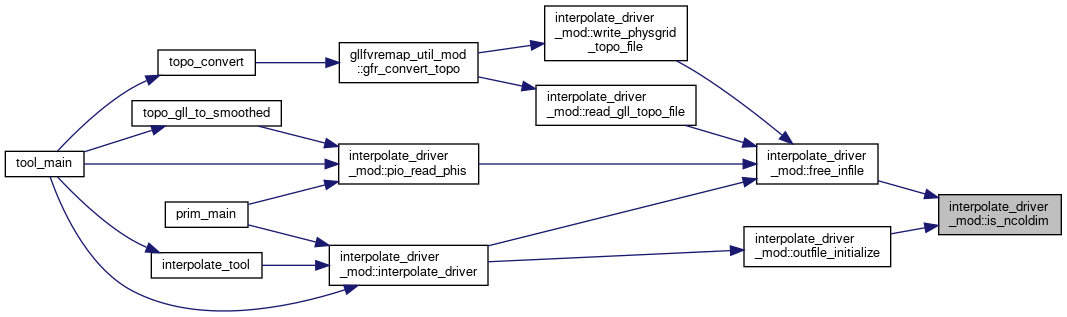 interpolate_driver
_mod::write_physgrid
_topo_file
gllfvremap_util_mod
::gfr_convert_topo
topo_convert
interpolate_driver
_mod::read_gll_topo_file
topo_gll_to_smoothed
tool_main
interpolate_driver
_mod::pio_read_phis
interpolate_driver
_mod::free_infile
interpolate_driver
_mod::is_ncoldim
prim_main
interpolate_driver
_mod::outfile_initialize
interpolate_tool
interpolate_driver
_mod::interpolate_driver